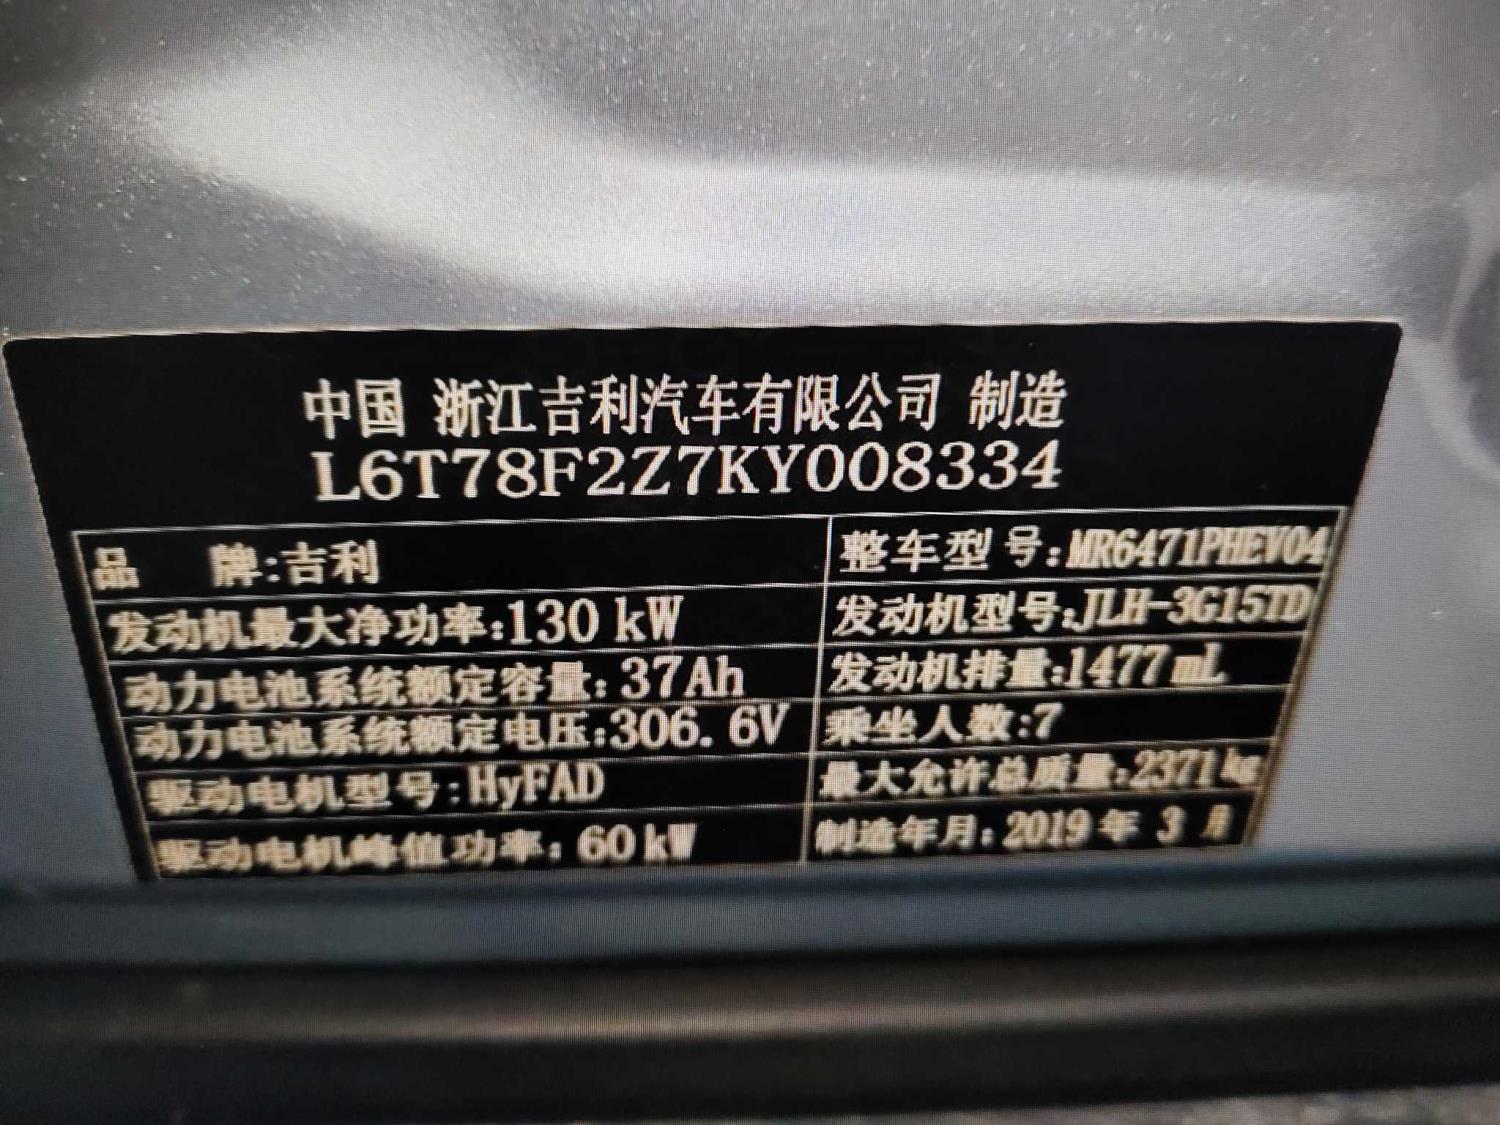 中国 浙江吉利汽车有限公司 制造
L6T78F2Z7KY008334
品 牌:吉利
整车型号:MR6471PHEV04
发动机最大净功率:130 kW
发动机型号:JLH-3G15TD
动力电池系统额定容量:37Ah
发动机排量:1477 mL
动力电池系统额定电压:306.6V
乘坐人数:7
驱动电机型号:HyFAD
最大允许总质量:2371 kg
驱动电机峰值功率:60 kW
制造年月:2019 年 3 月